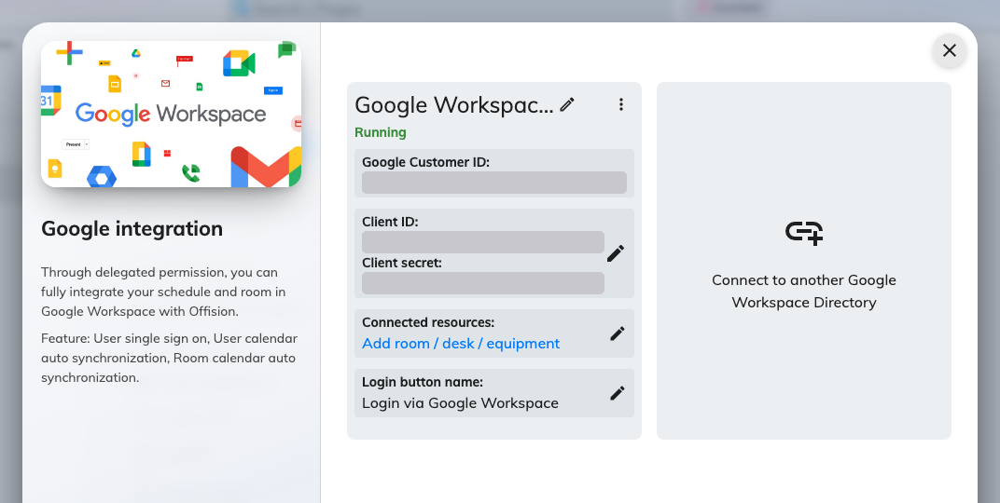 31
Google Workspace
Present
Google integration
Through delegated permission, you can
fully integrate your schedule and room in
Google Workspace with Offision.
Feature: User single sign on, User calendar
auto synchronization, Room calendar auto
synchronization.
Google Workspac...
Running
Google Customer ID:
Client ID:
Client secret:
Connected resources:
Add room / desk / equipment
Login button name:
Login via Google Workspace
Connect to another Google
Workspace Directory